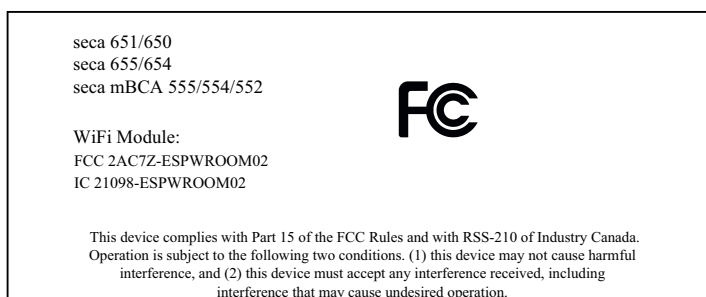 seca 651/650
seca 655/654
seca mBCA 555/554/552
FC
WiFi Module:
FCC 2AC7Z-ESPWROOM02
IC 21098-ESPWROOM02
This device complies with Part 15 of the FCC Rules and with RSS-210 of Industry Canada.
Operation is subject to the following two conditions. (1) this device may not cause harmful
interference, and (2) this device must accept any interference received, including
interference that may cause undesired operation.